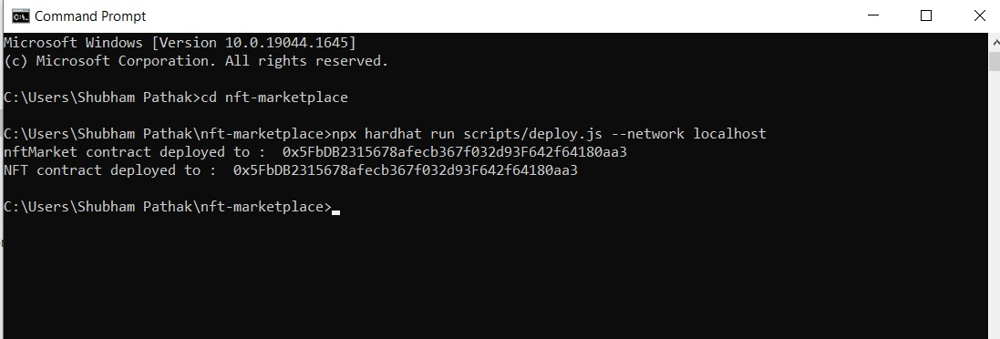 Command Prompt
Microsoft Windows [Version 10.0.19044.1645]
(c) Microsoft Corporation. All rights reserved.
C:\Users\Shubham Pathak>cd nft-marketplace
C:\Users\Shubham Pathak\nft-marketplace>npx hardhat run scripts/deploy.js --network localhost
nftMarket contract deployed to :  0x5FbDB2315678afecb367f032d93F642f64180aa3
NFT contract deployed to :  0x5FbDB2315678afecb367f032d93F642f64180aa3
C:\Users\Shubham Pathak\nft-marketplace>